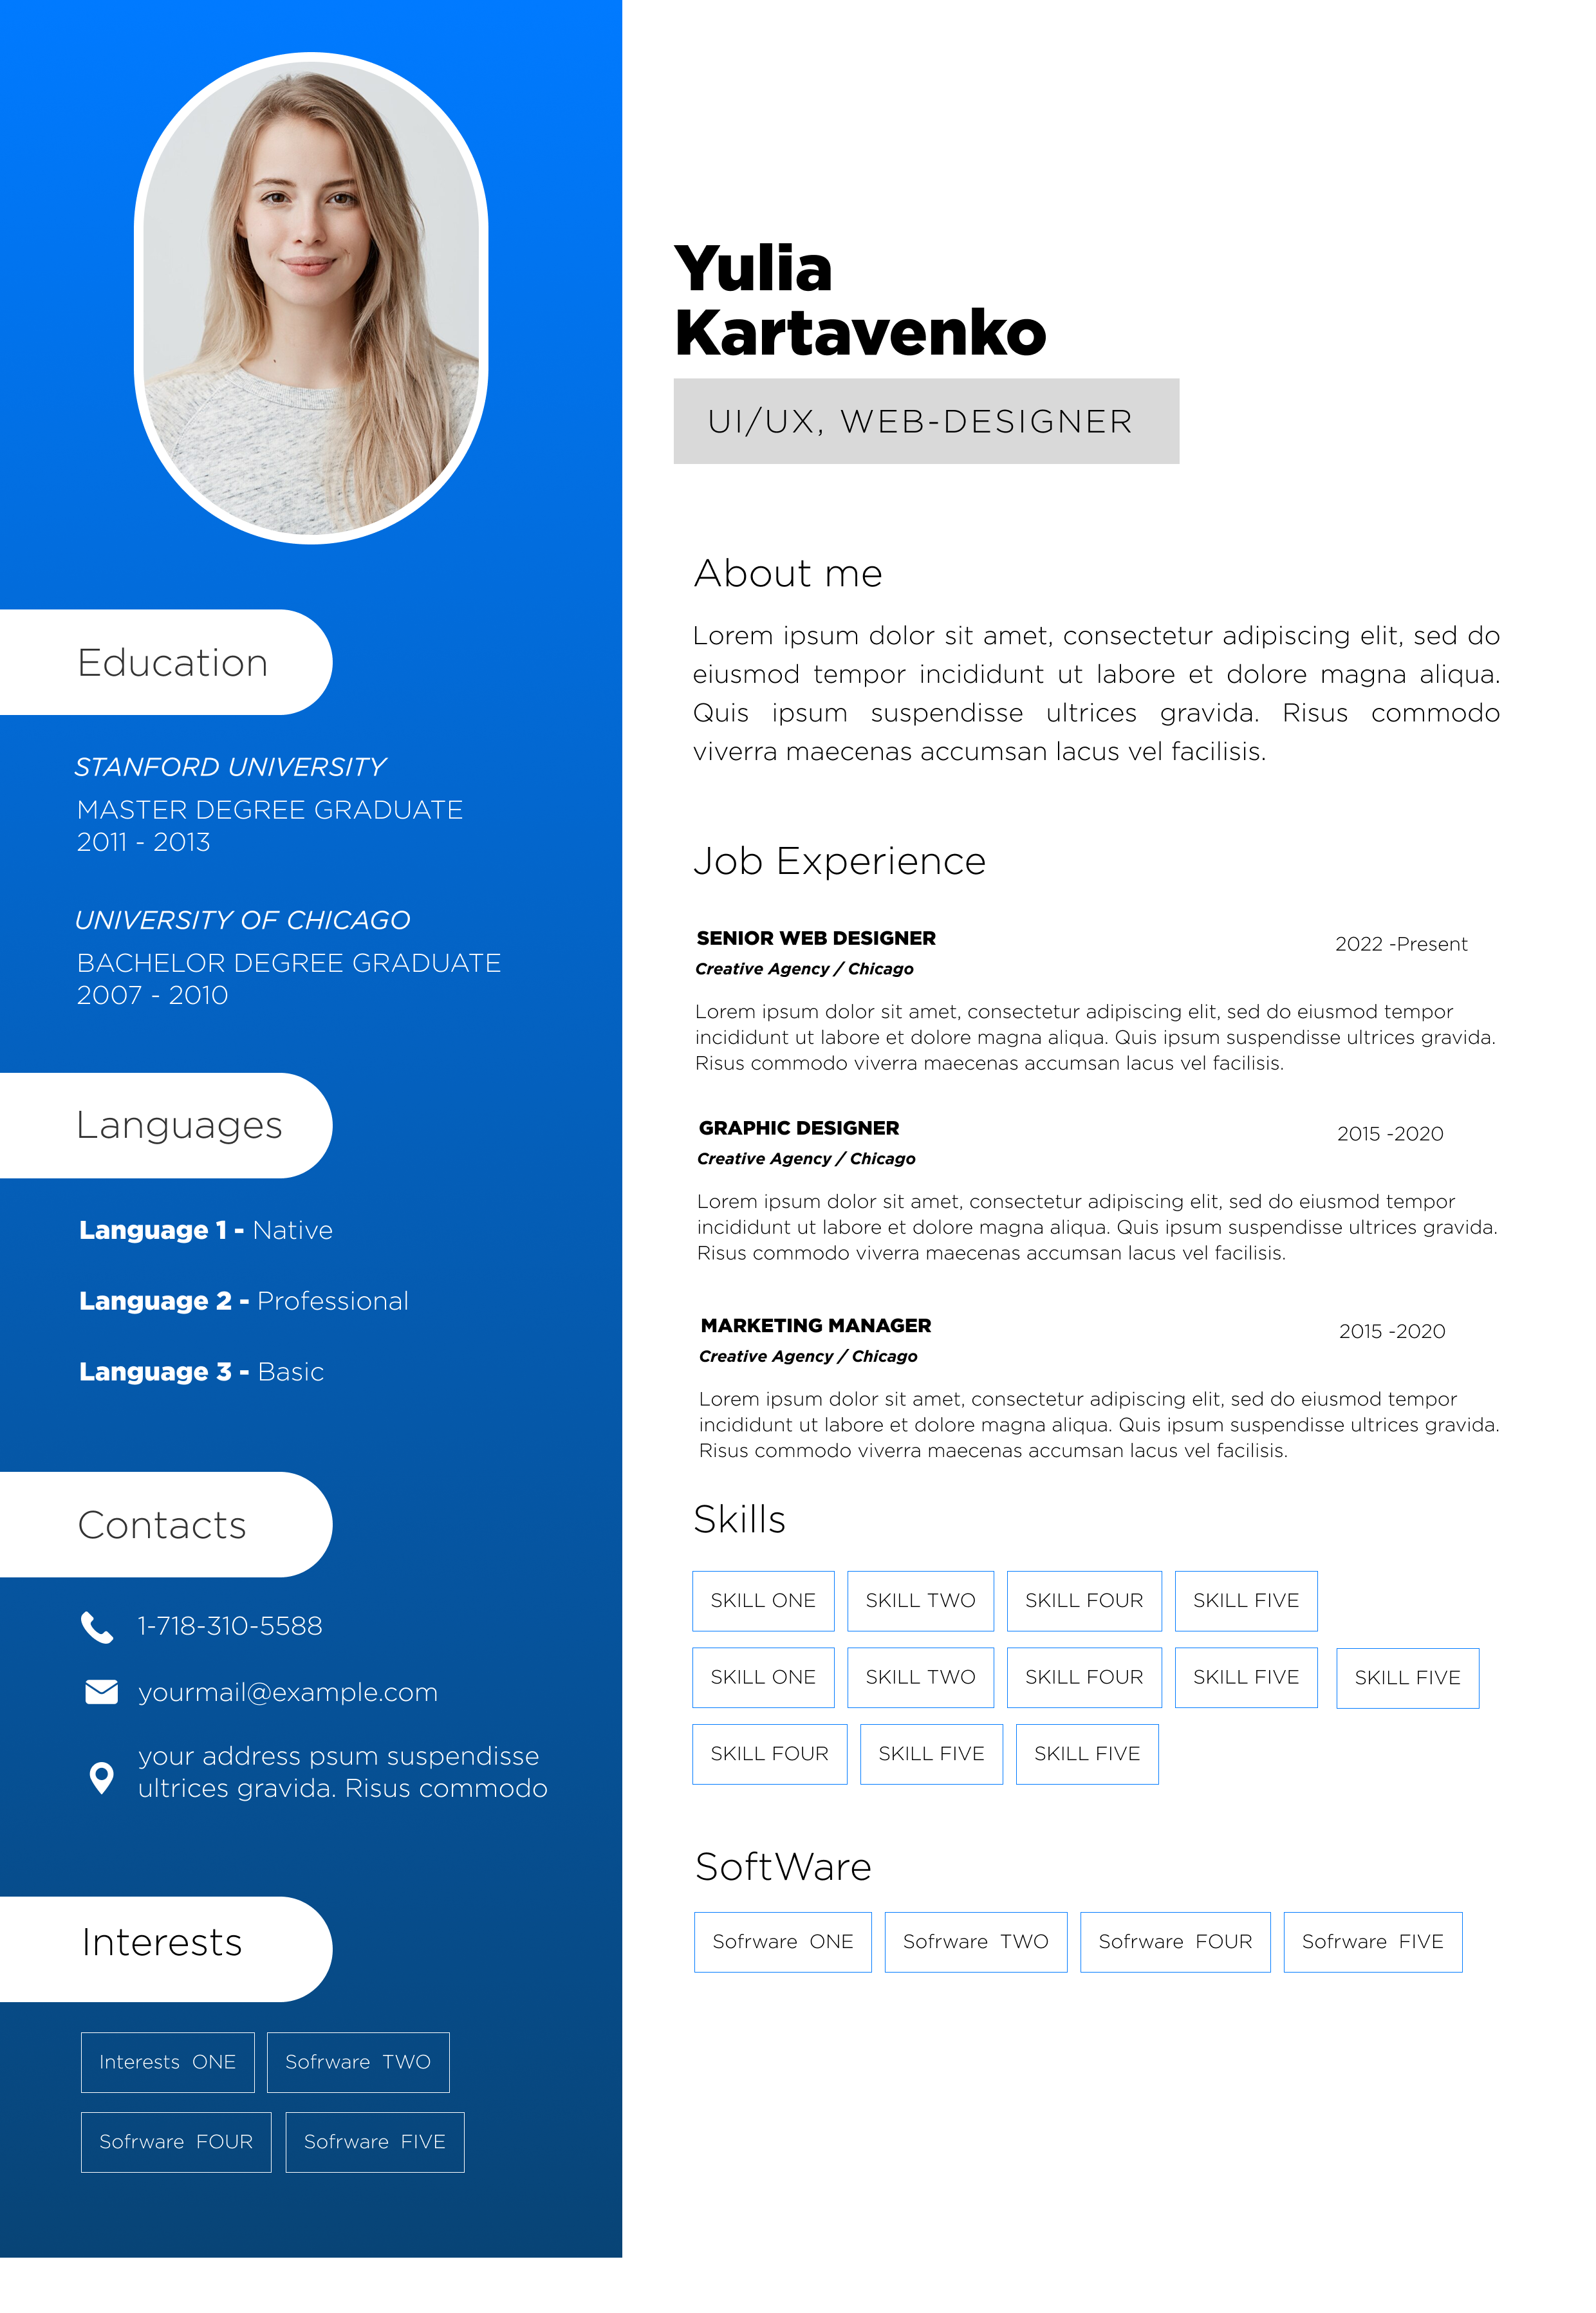 Yulia
Kartavenko
UI/UX, WEB-DESIGNER
Education
STANFORD UNIVERSITY
MASTER DEGREE GRADUATE
2011 - 2013
UNIVERSITY OF CHICAGO
BACHELOR DEGREE GRADUATE
2007 - 2010
Languages
Language 1 - Native
Language 2 - Professional
Language 3 - Basic
Contacts
1-718-310-5588
yourmail@example.com
your address psum suspendisse
ultrices gravida. Risus commodo
Interests
Interests ONE
Sofrware TWO
Sofrware FOUR
Sofrware FIVE
About me
Lorem ipsum dolor sit amet, consectetur adipiscing elit, sed do
eiusmod tempor incididunt ut labore et dolore magna aliqua.
Quis ipsum suspendisse ultrices gravida. Risus commodo
viverra maecenas accumsan lacus vel facilisis.
Job Experience
SENIOR WEB DESIGNER
2022 -Present
Creative Agency / Chicago
Lorem ipsum dolor sit amet, consectetur adipiscing elit, sed do eiusmod tempor
incididunt ut labore et dolore magna aliqua. Quis ipsum suspendisse ultrices gravida.
Risus commodo viverra maecenas accumsan lacus vel facilisis.
GRAPHIC DESIGNER
2015 -2020
Creative Agency / Chicago
Lorem ipsum dolor sit amet, consectetur adipiscing elit, sed do eiusmod tempor
incididunt ut labore et dolore magna aliqua. Quis ipsum suspendisse ultrices gravida.
Risus commodo viverra maecenas accumsan lacus vel facilisis.
MARKETING MANAGER
2015 -2020
Creative Agency / Chicago
Lorem ipsum dolor sit amet, consectetur adipiscing elit, sed do eiusmod tempor
incididunt ut labore et dolore magna aliqua. Quis ipsum suspendisse ultrices gravida.
Risus commodo viverra maecenas accumsan lacus vel facilisis.
Skills
SKILL ONE
SKILL TWO
SKILL FOUR
SKILL FIVE
SKILL ONE
SKILL TWO
SKILL FOUR
SKILL FIVE
SKILL FIVE
SKILL FOUR
SKILL FIVE
SKILL FIVE
SoftWare
Sofrware ONE
Sofrware TWO
Sofrware FOUR
Sofrware FIVE